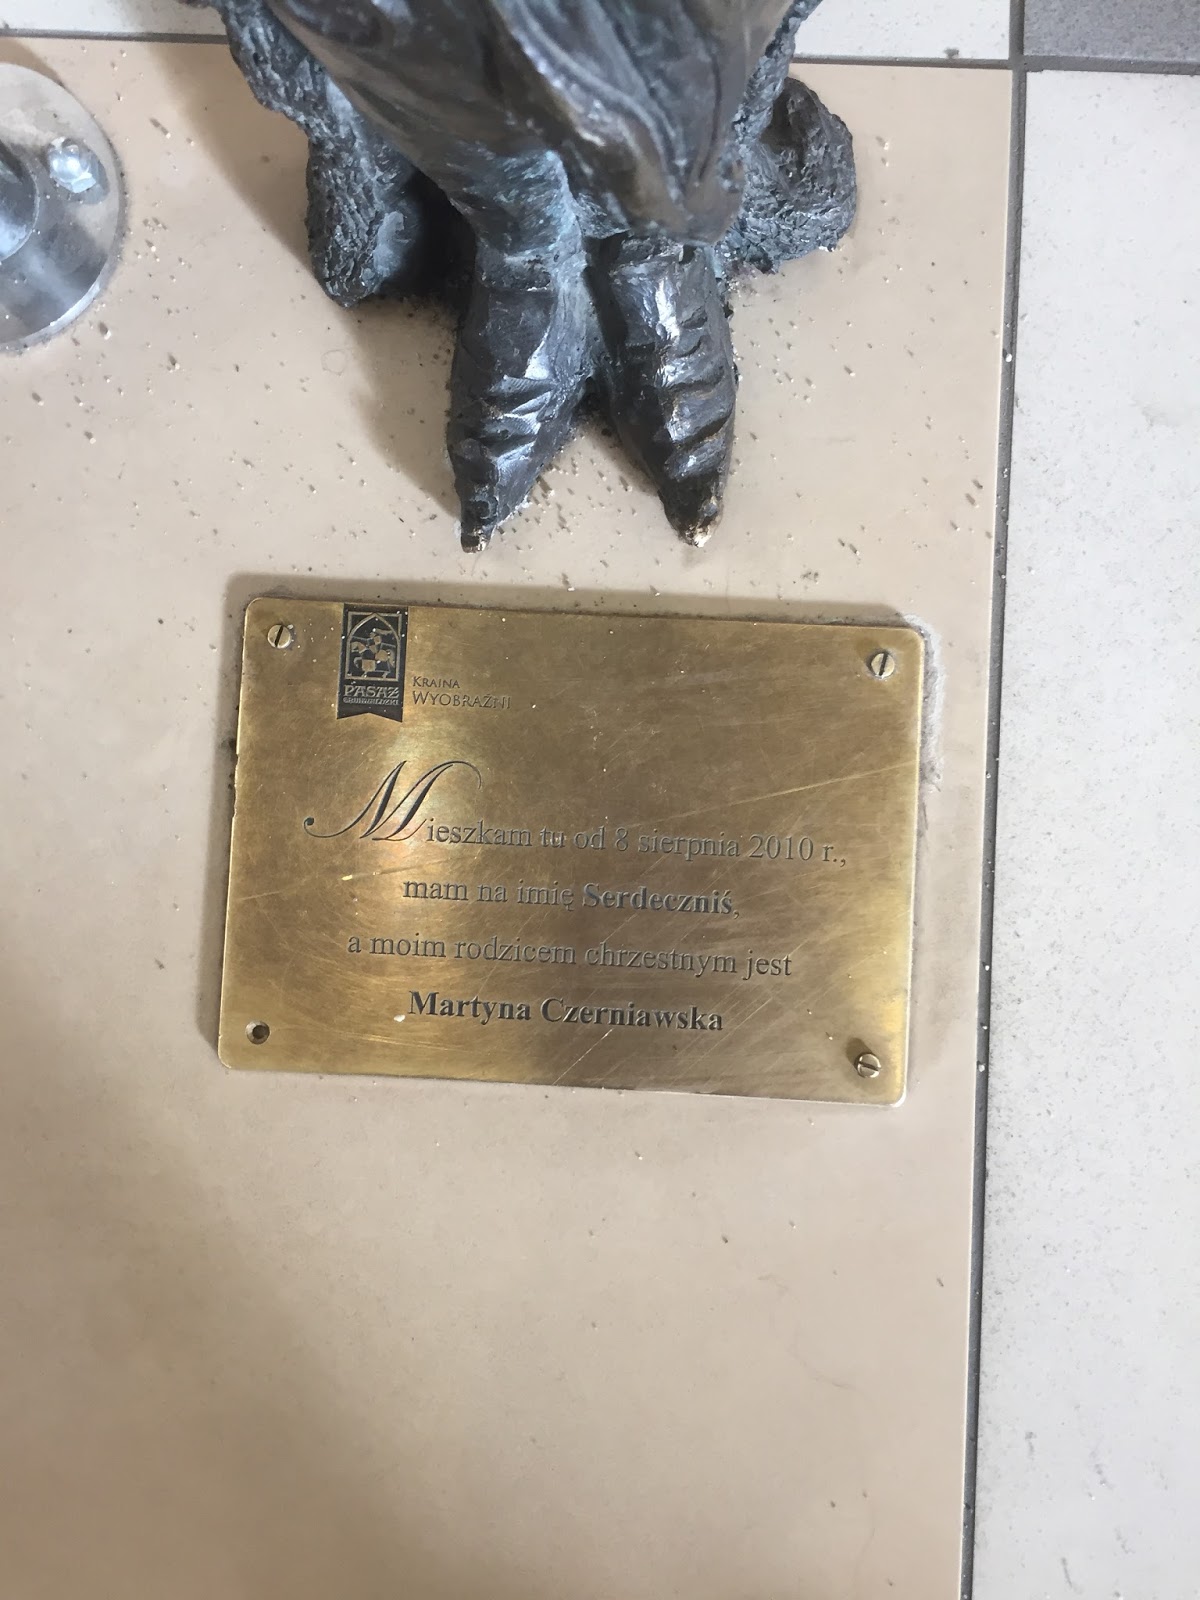 PASAŻ
GRUNWALDZKI
KRAINA
WYOBRAŹNI
Mieszkam tu od 8 sierpnia 2010 r.,
mam na imię Serdeczniś,
a moim rodzicem chrzestnym jest
Martyna Czerniawska